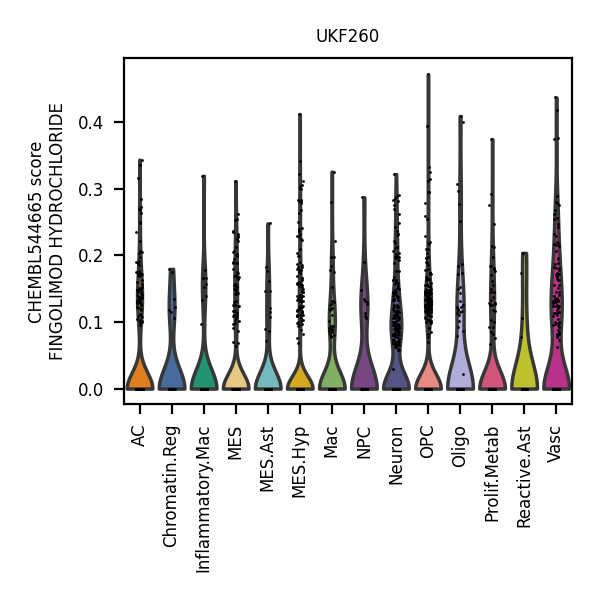 UKF260
CHEMBL544665 score
FINGOLIMOD HYDROCHLORIDE
0.4
0.3
0.2
0.1
0.0
AC
Chromatin.Reg
Inflammatory.Mac
MES
MES.Ast
MES.Hyp
Mac
NPC
Neuron
OPC
Oligo
Prolif.Metab
Reactive.Ast
Vasc